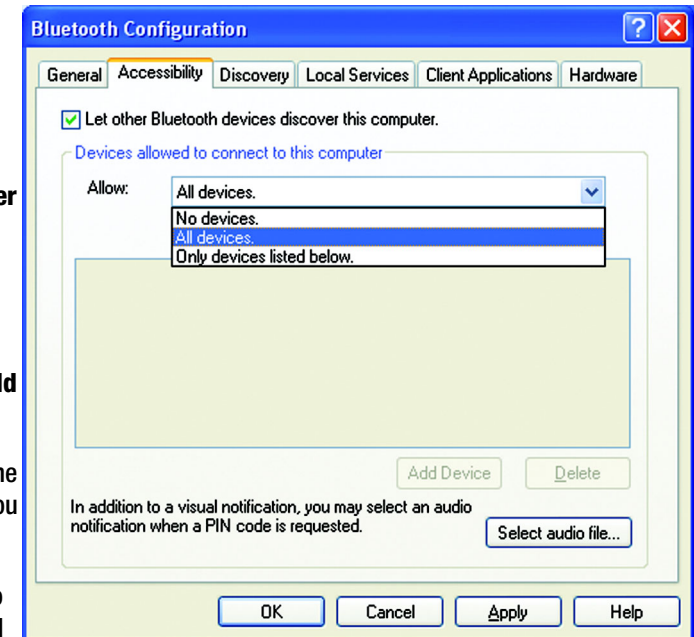 Bluetooth Configuration
General Accessibility Discovery Local Services Client Applications Hardware
Let other Bluetooth devices discover this computer.
Devices allowed to connect to this computer
Allow: All devices.
No devices.
All devices.
Only devices listed below.
Add Device Delete
In addition to a visual notification, you may select an audio
notification when a PIN code is requested.
Select audio file...
OK Cancel Apply Help